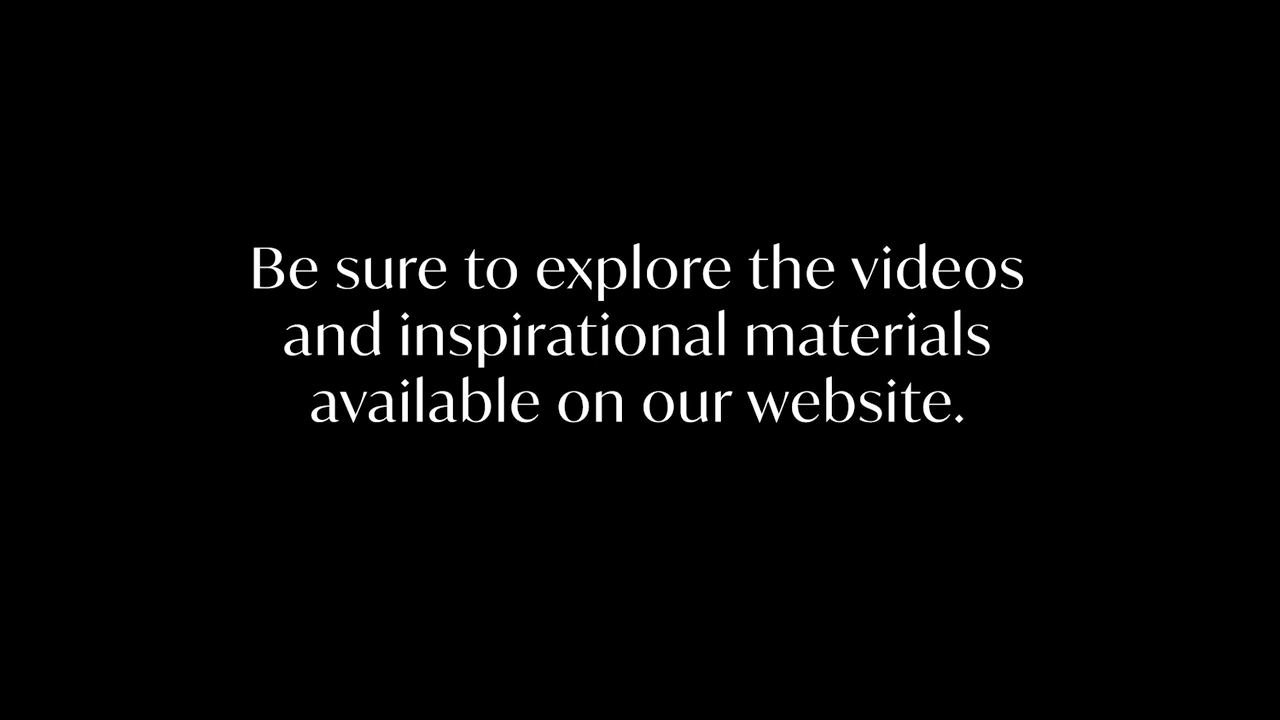 Be sure to explore the videos
and inspirational materials
available on our website.